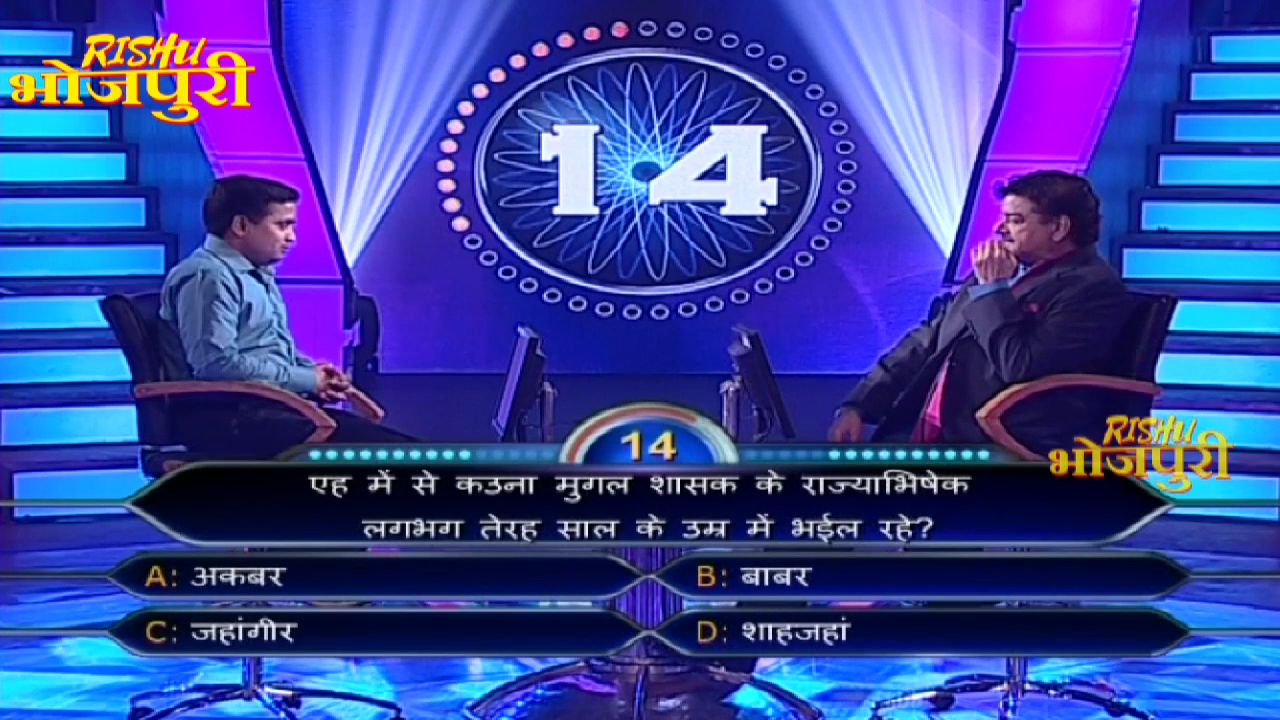 RISHU
भोजपुरी
14
RISHU
भोजपुरी
14
एह में से कउना मुगल शासक के राज्याभिषेक
लगभग तेरह साल के उम्र में भईल रहे?
A: अकबर
B: बाबर
C: जहांगीर
D: शाहजहां